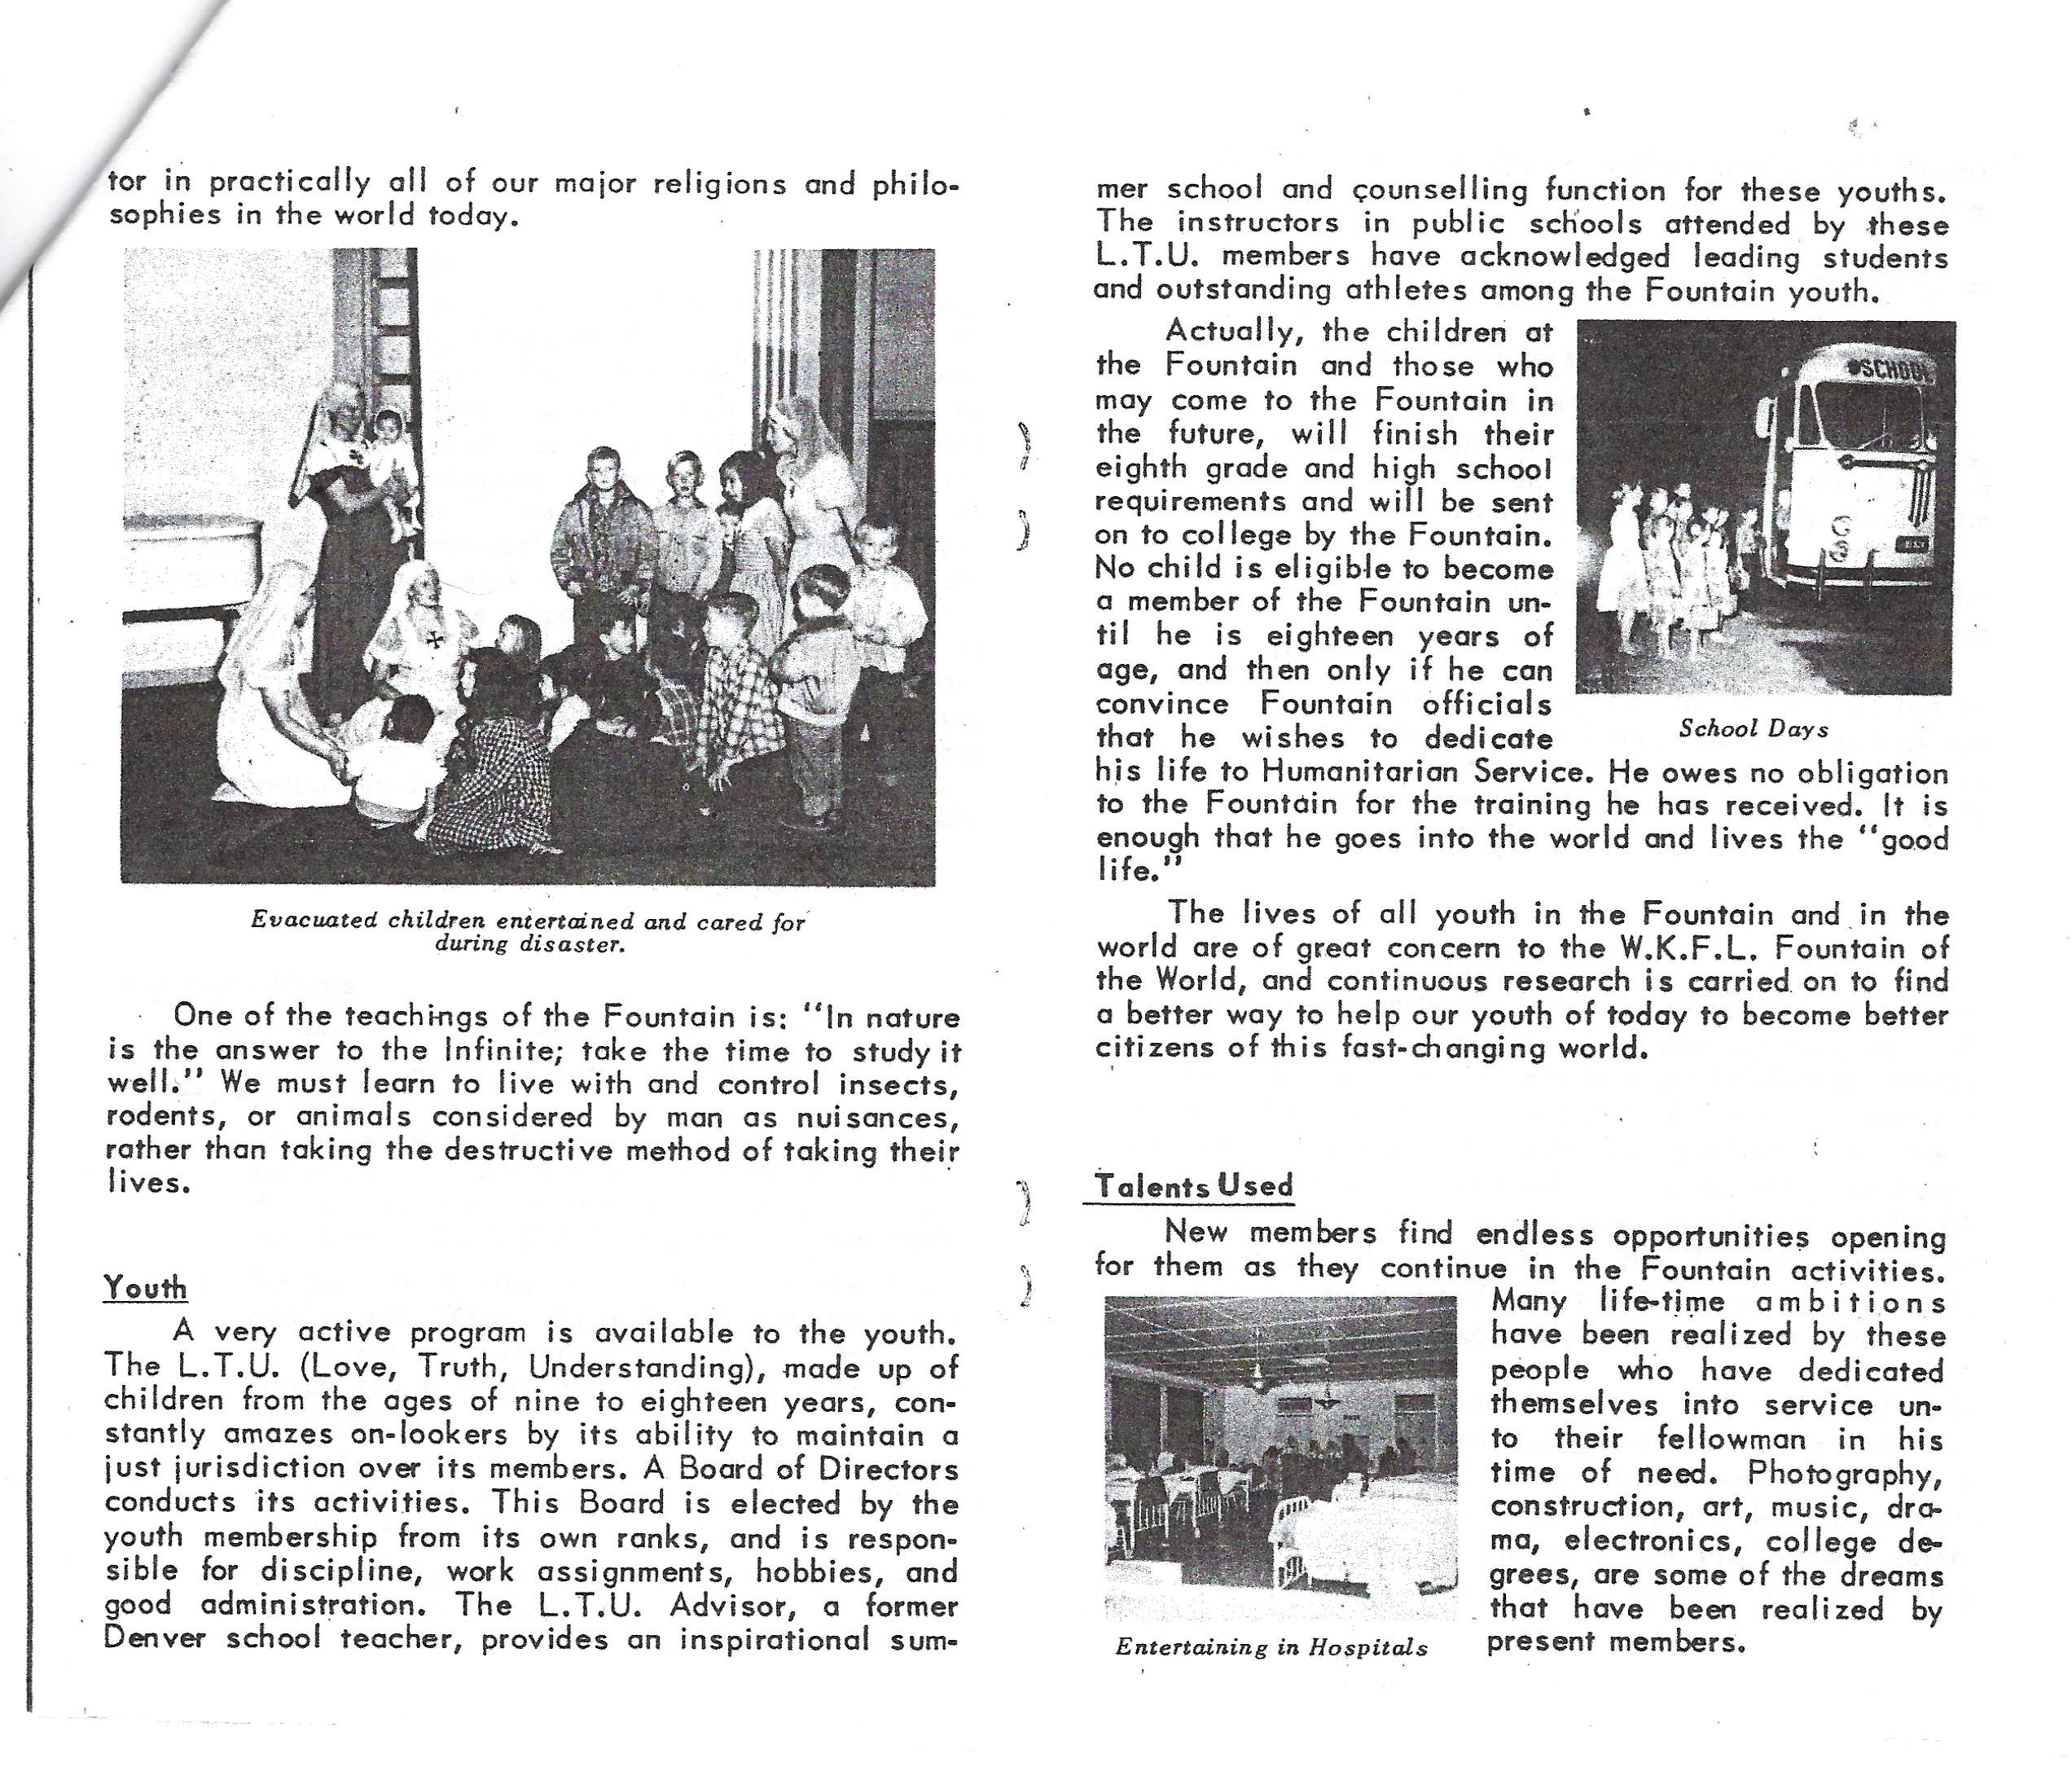 tor in practically all of our major religions and philo-
sophies in the world today.
Evacuated children entertained and cared for
during disaster.
One of the teachings of the Fountain is: "In nature
is the answer to the Infinite; take the time to study it
well." We must learn to live with and control insects,
rodents, or animals considered by man as nuisances,
rather than taking the destructive method of taking their
lives.
Youth
A very active program is available to the youth.
The L.T.U. (Love, Truth, Understanding), made up of
children from the ages of nine to eighteen years, con-
stantly amazes on-lookers by its ability to maintain a
just jurisdiction over its members. A Board of Directors
conducts its activities. This Board is elected by the
youth membership from its own ranks, and is respon-
sible for discipline, work assignments, hobbies, and
good administration. The L.T.U. Advisor, a former
Denver school teacher, provides an inspirational sum-
mer school and counselling function for these youths.
The instructors in public schools attended by these
L.T.U. members have acknowledged leading students
and outstanding athletes among the Fountain youth.
Actually, the children at
the Fountain and those who
may come to the Fountain in
the future, will finish their
eighth grade and high school
requirements and will be sent
on to college by the Fountain.
No child is eligible to become
a member of the Fountain un-
til he is eighteen years of
age, and then only if he can
convince Fountain officials
that he wishes to dedicate
SCHOOL
School Days
his life to Humanitarian Service. He owes no obligation
to the Fountain for the training he has received. It is
enough that he goes into the world and lives the "good
life."
The lives of all youth in the Fountain and in the
world are of great concern to the W.K.F.L. Fountain of
the World, and continuous research is carried on to find
a better way to help our youth of today to become better
citizens of this fast-changing world.
Talents Used
New members find endless opportunities opening
for them as they continue in the Fountain activities.
Many life-time ambitions
have been realized by these
people who have dedicated
themselves into service un-
to their fellowman in his
time of need. Photography,
construction, art, music, dra-
ma, electronics, college de-
grees, are some of the dreams
that have been realized by
present members.
Entertaining in Hospitals